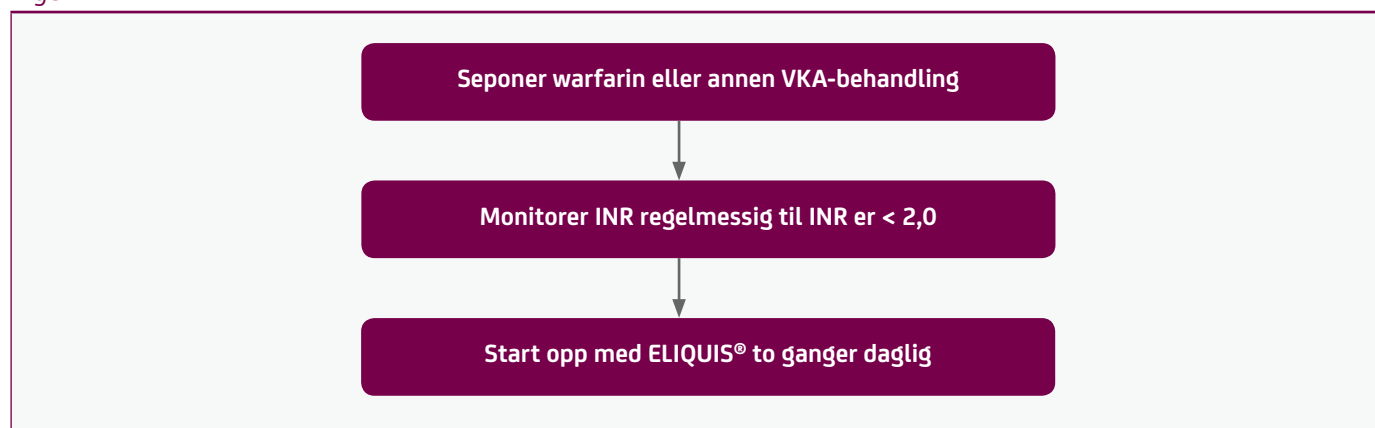 Seponer warfarin eller annen VKA-behandling
Monitorer INR regelmessig til INR er < 2,0
Start opp med ELIQUIS® to ganger daglig